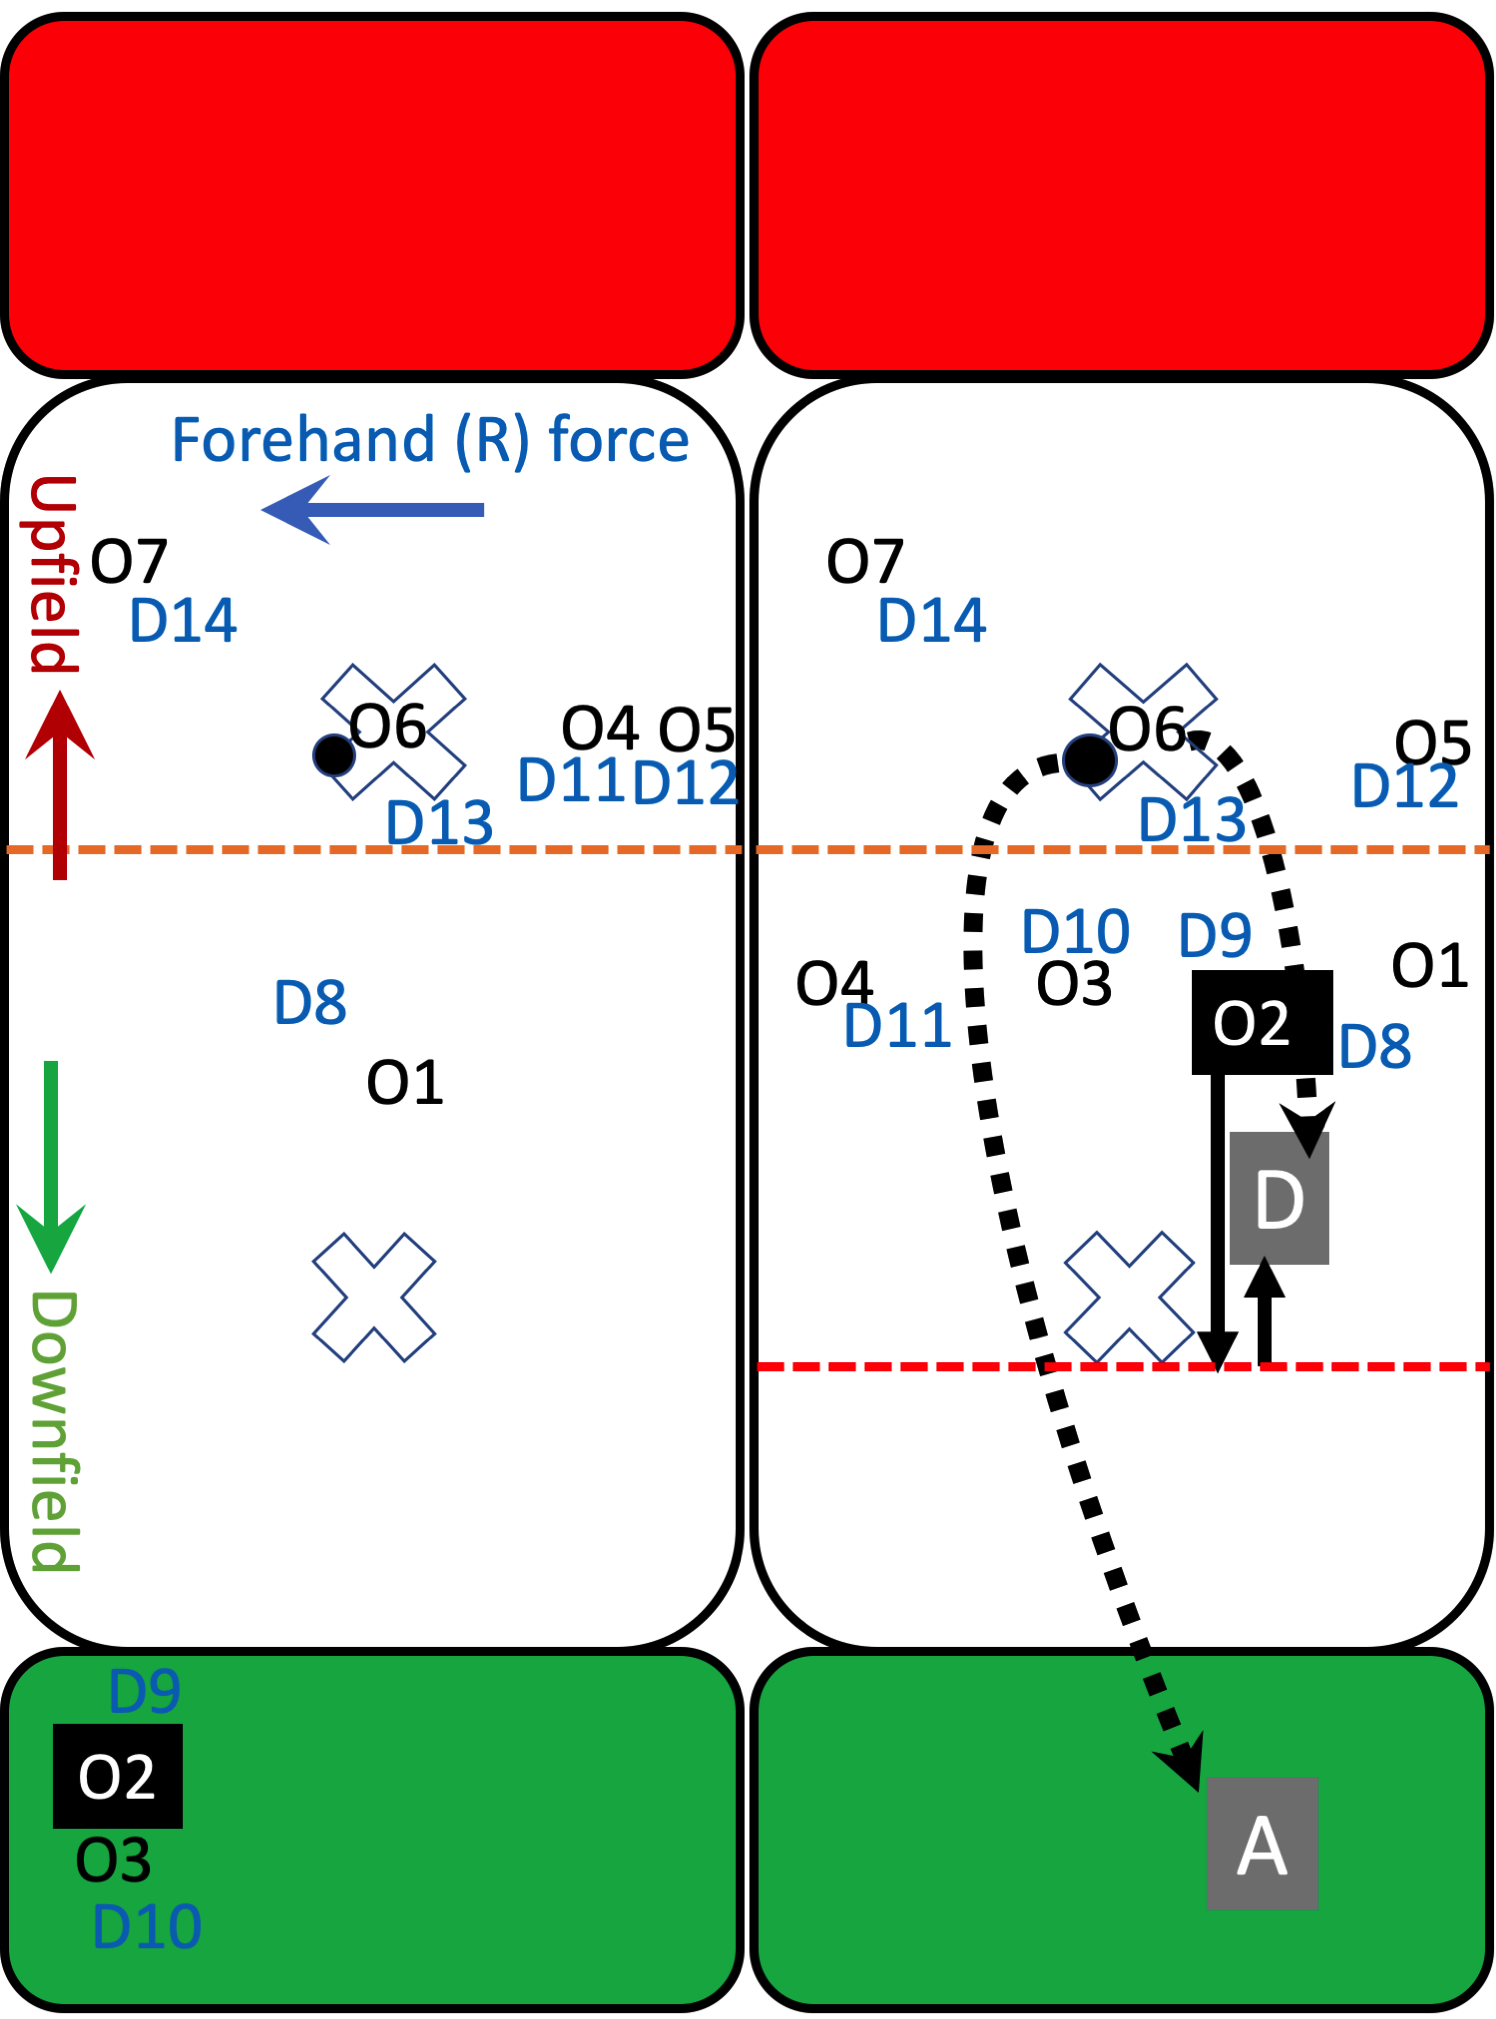 Forehand (R) force
Upfield
O7
D14
O6
O4
O5
D11
D12
D13
D8
O1
Downfield
D9
O2
O3
D10
O7
D14
O6
O5
D12
D13
D10
D9
O1
O4
O3
O2
D11
D8
D
A